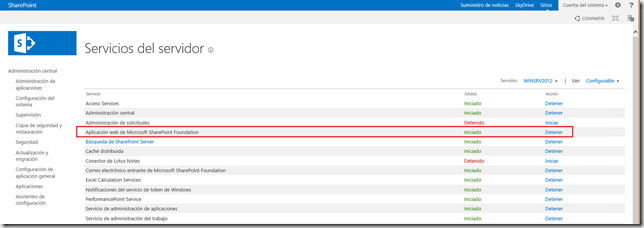 SharePoint Suministro de noticias SkyDrive Sitios Cuenta del sistema ?
COMPARTIR
Servicios del servidor
Administración central
Administración de
aplicaciones
Configuración del
sistema
Supervisión
Copia de seguridad y
restauración
Seguridad
Actualización y
migración
Configuración de
aplicación general
Aplicaciones
Asistentes de
configuración
Servidor: WINSRV2012 | Ver: Configurable
Servicio Estado Acción
Access Services Iniciado Detener
Administración central Iniciado Detener
Administración de solicitudes Detenido Iniciar
Aplicación web de Microsoft SharePoint Foundation Iniciado Detener
Búsqueda de SharePoint Server Iniciado Detener
Caché distribuida Iniciado Detener
Conector de Lotus Notes Detenido Iniciar
Correo electrónico entrante de Microsoft SharePoint Foundation Iniciado Detener
Excel Calculation Services Iniciado Detener
Notificaciones del servicio de token de Windows Iniciado Detener
PerformancePoint Service Iniciado Detener
Servicio de administración de aplicaciones Iniciado Detener
Servicio de administración del trabajo Iniciado Detener